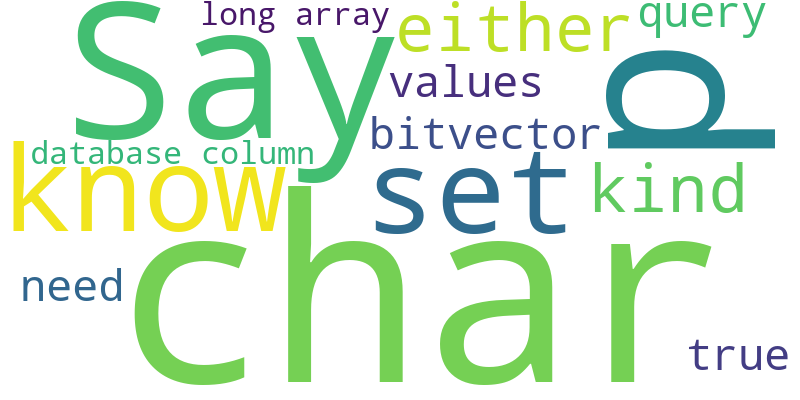 long array
Say
either
query
values
p
bitvector
database column
know
set
kind
char
need
true